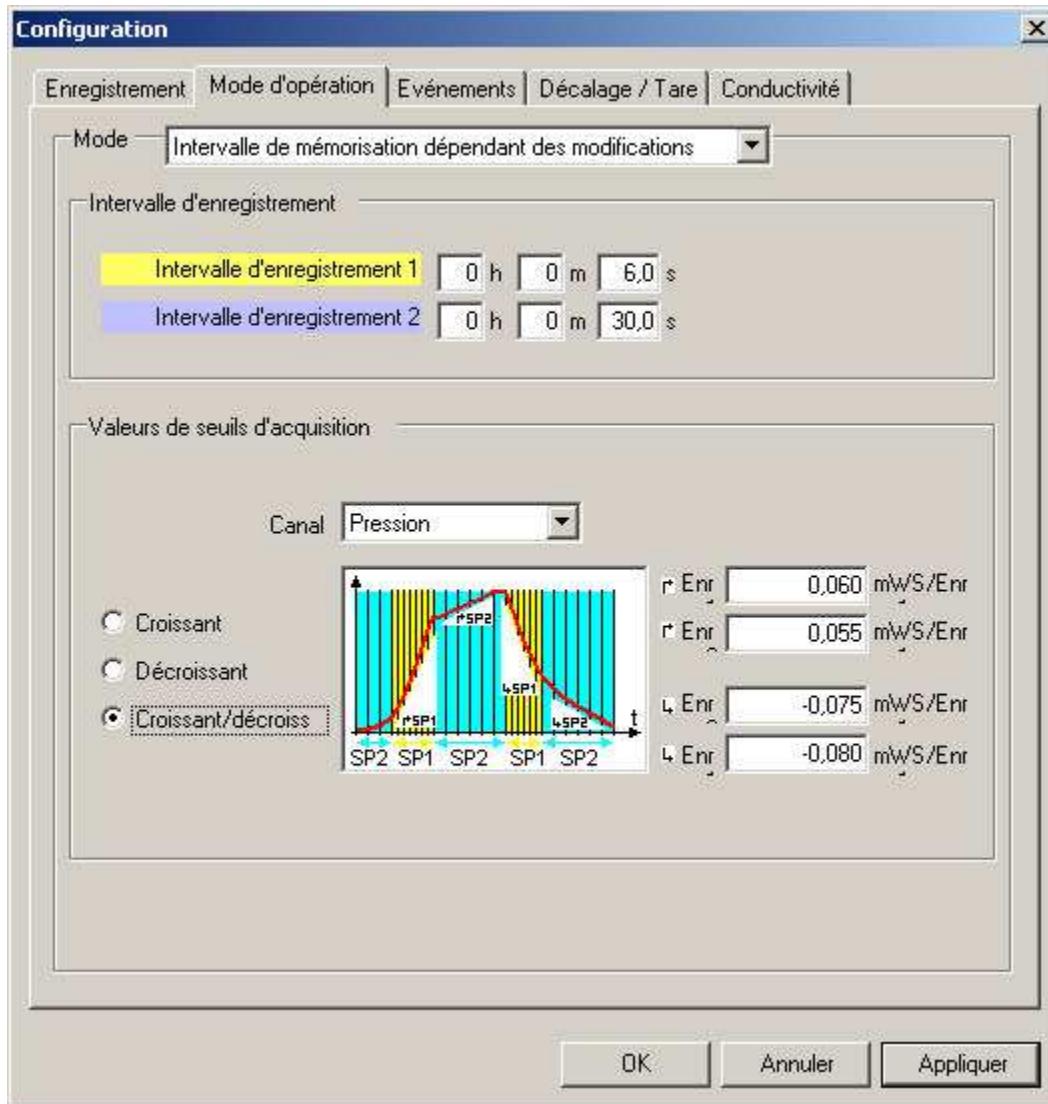 Configuration
Enregistrement Mode d'opération Evénements Décalage / Tare Conductivité
Mode Intervalle de mémorisation dépendant des modifications
Intervalle d'enregistrement
Intervalle d'enregistrement 1 0 h 0 m 6,0 s
Intervalle d'enregistrement 2 0 h 0 m 30,0 s
Valeurs de seuils d'acquisition
Canal Pression
Croissant
Décroissant
Croissant/décroiss
↱SP2
↳SP1
↱SP1
↳SP2
t
SP2 SP1 SP2 SP1 SP2
↱ Enr 0,060 mWS/Enr
↱ Enr 0,055 mWS/Enr
↳ Enr -0,075 mWS/Enr
↳ Enr -0,080 mWS/Enr
OK Annuler Appliquer